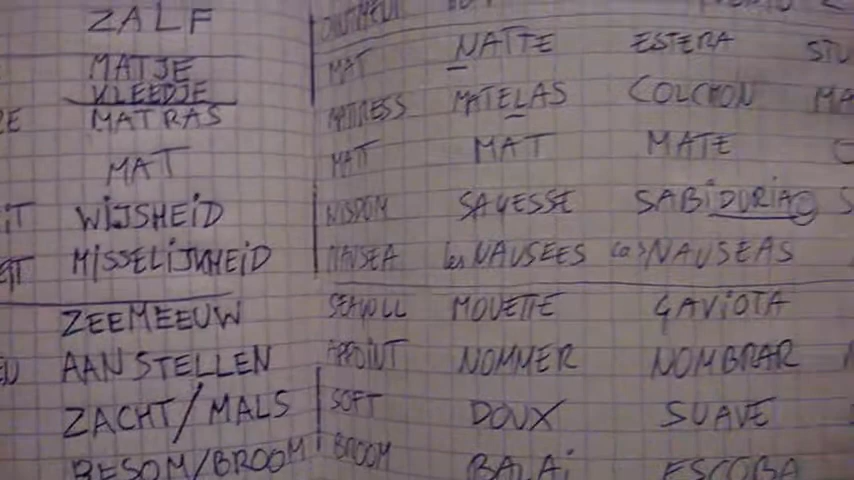 ZALF
MATJE MAT NATTE ESTERA
KLEEDJE
MATRAS MATTRESS MATELAS COLCHON MA
MAT MATT MAT MATE
WIJSHEID WISDOM SAGESSE SABIDURIA
MISSELIJKHEID NAUSEA les NAUSEES las NAUSEAS
ZEEMEEUW SEAGULL MOUETTE GAVIOTA
AANSTELLEN APPOINT NOMMER NOMBRAR
ZACHT/MALS SOFT DOUX SUAVE
BESOM/BROOM BROOM BALAI ESCOBA